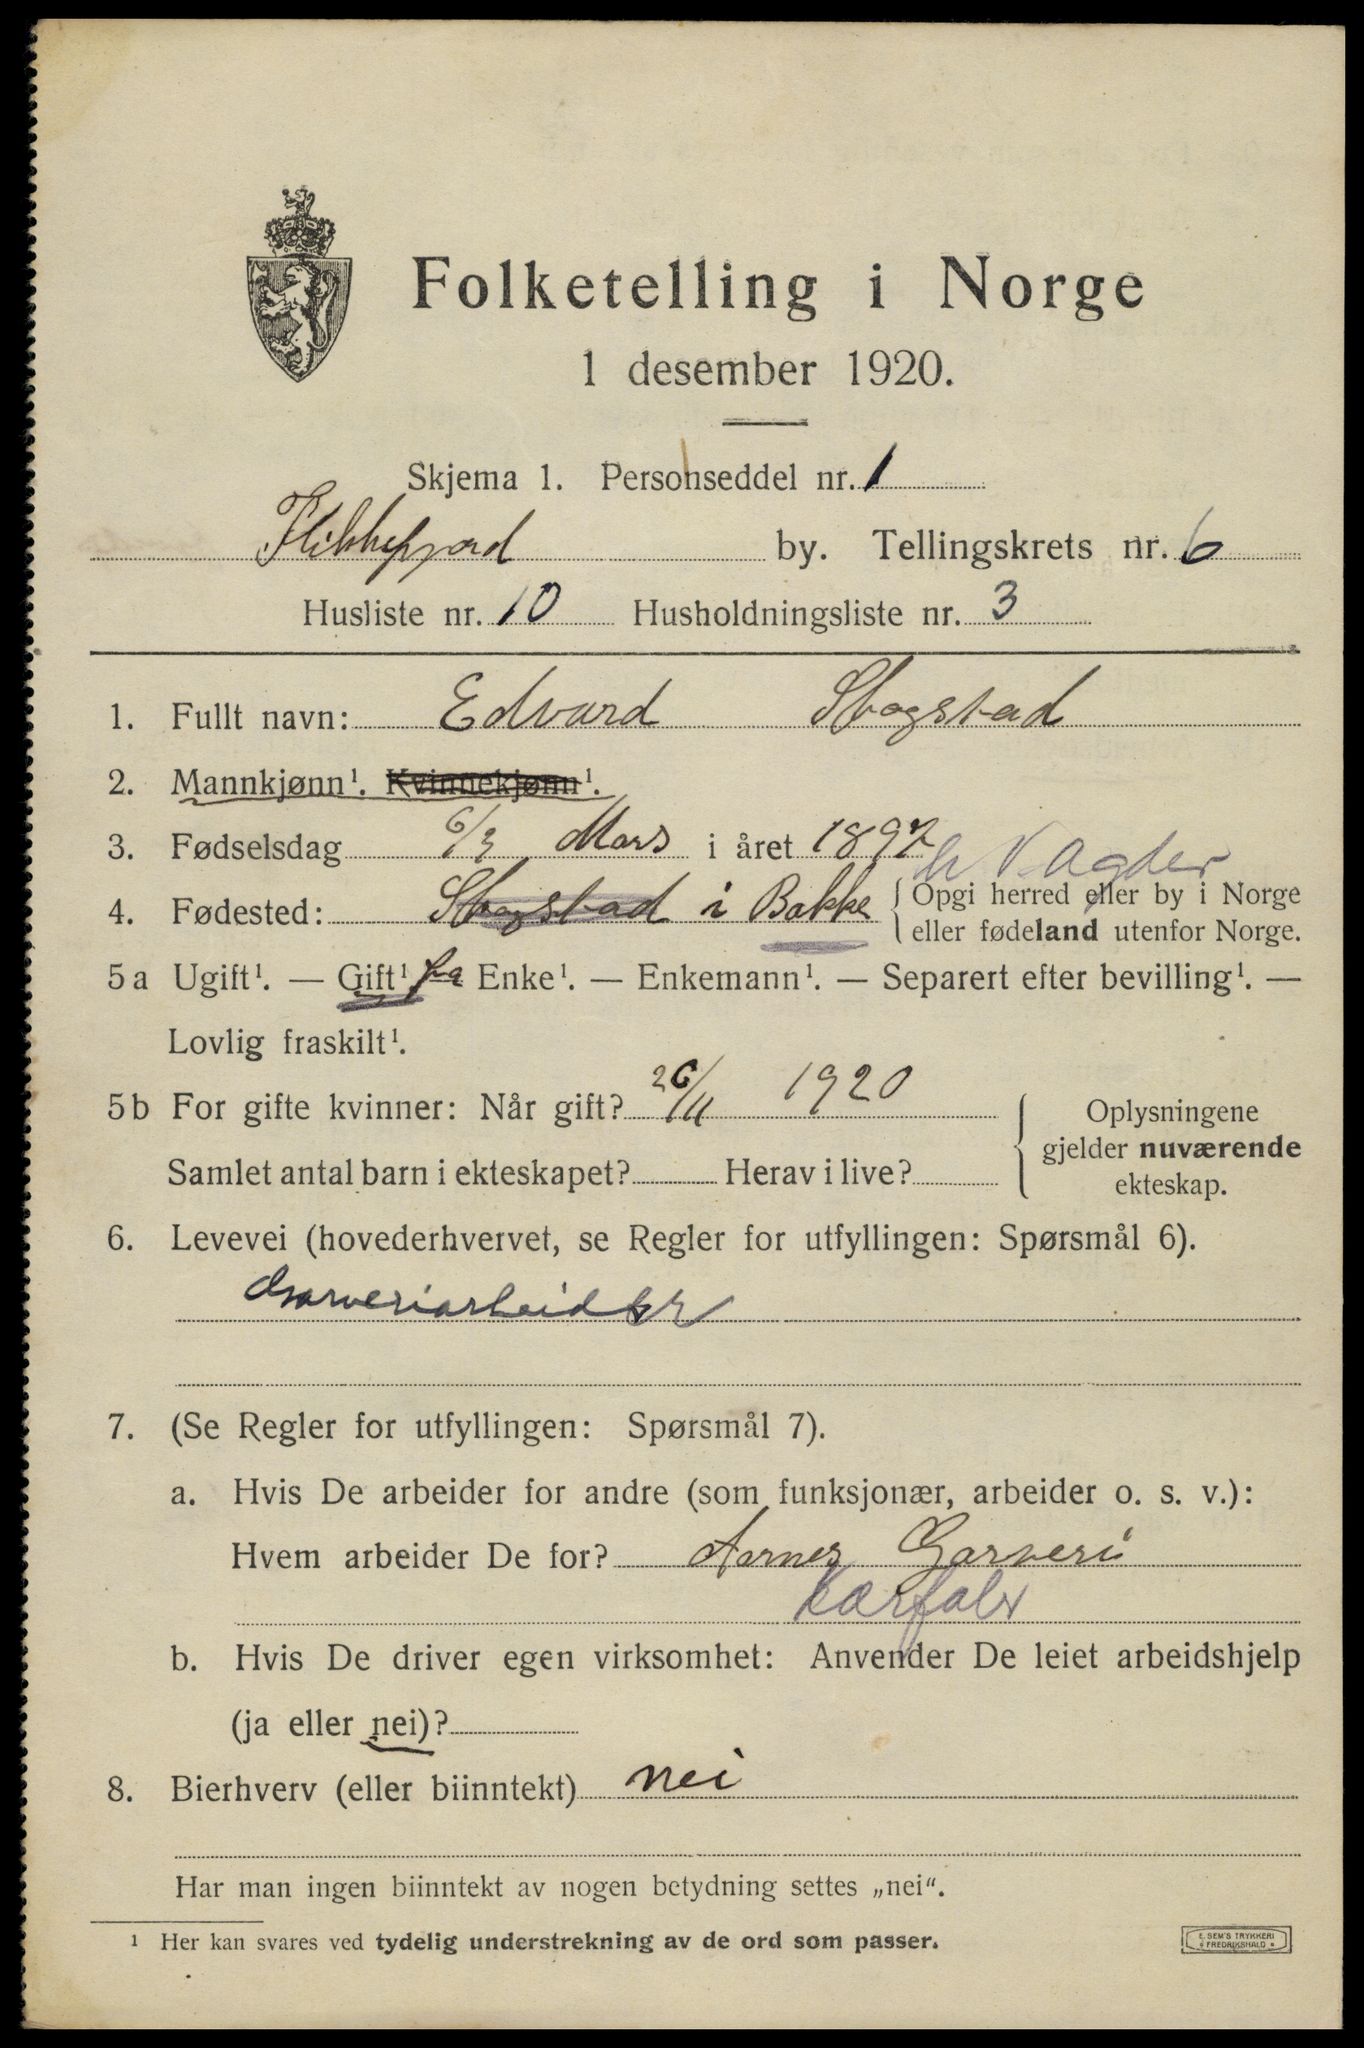 Folketelling i Norge
1 desember 1920.
Skjema 1. Personseddel nr. 1
Flekkefjord by. Tellingskrets nr. 6
Husliste nr. 10 Husholdningsliste nr. 3
1. Fullt navn: Edvard Skogstad
2. Mannkjønn¹. Kvinnekjønn¹.
3. Fødselsdag 6/3 Mars i året 1897
V Agder
4. Fødested: Skogstad i Bakke { Opgi herred eller by i Norge
eller fødeland utenfor Norge.
5 a Ugift¹. — Gift¹ Enke¹. — Enkemann¹. — Separert efter bevilling¹. —
Lovlig fraskilt¹.
5 b For gifte kvinner: Når gift? 26/11 1920
Samlet antal barn i ekteskapet? Herav i live?
Oplysningene
gjelder nuværende
ekteskap.
6. Levevei (hovederhvervet, se Regler for utfyllingen: Spørsmål 6).
Garveriarbeider
7. (Se Regler for utfyllingen: Spørsmål 7).
a. Hvis De arbeider for andre (som funksjonær, arbeider o. s. v.):
Hvem arbeider De for? Aarnes Garveri
Lærfabr
b. Hvis De driver egen virksomhet: Anvender De leiet arbeidshjelp
(ja eller nei)?
8. Bierhverv (eller biinntekt) nei
Har man ingen biinntekt av nogen betydning settes „nei“.
¹ Her kan svares ved tydelig understrekning av de ord som passer.
E. SEM'S TRYKKERI
FREDRIKSHALD